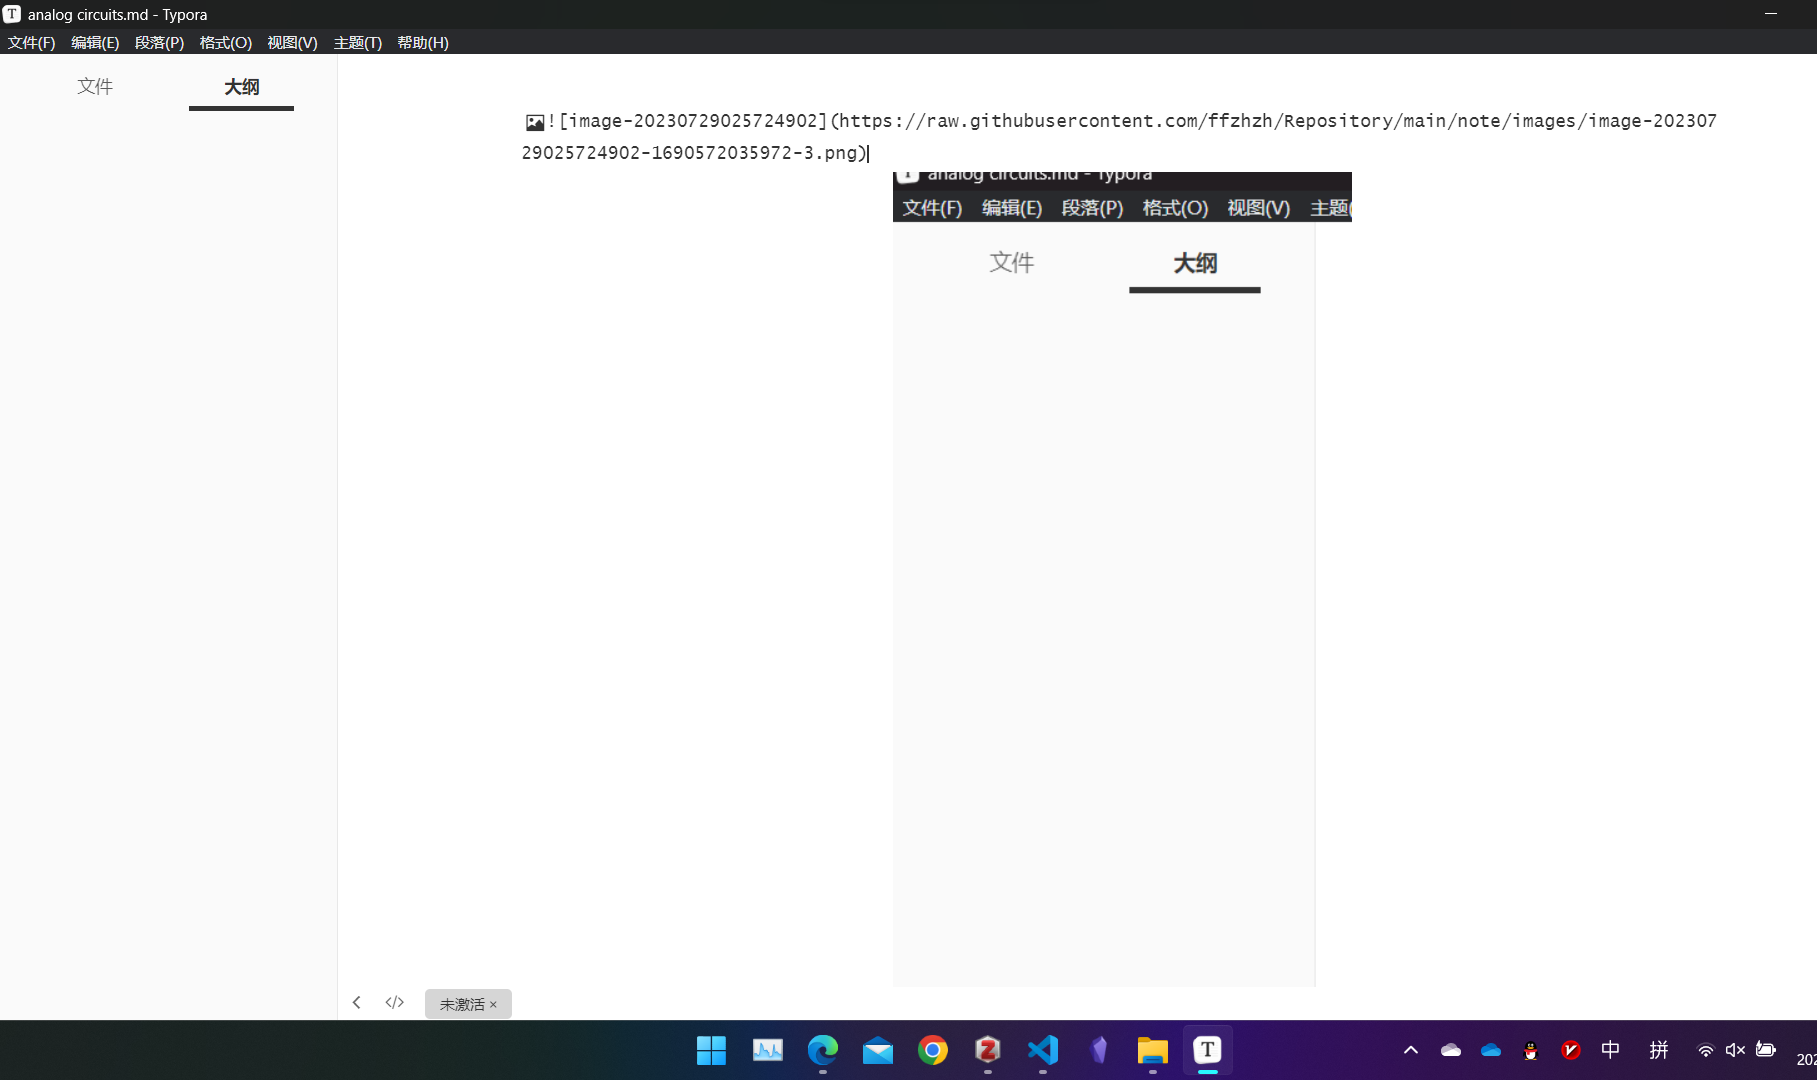 analog circuits.md - Typora
文件(F) 编辑(E) 段落(P) 格式(O) 视图(V) 主题(T) 帮助(H)
文件 大纲
![image-20230729025724902](https://raw.githubusercontent.com/ffzhzh/Repository/main/note/images/image-202307
29025724902-1690572035972-3.png)
analog circuits.md - Typora
文件(F) 编辑(E) 段落(P) 格式(O) 视图(V) 主题(
文件 大纲
</> 未激活 ×
T 中 拼
202